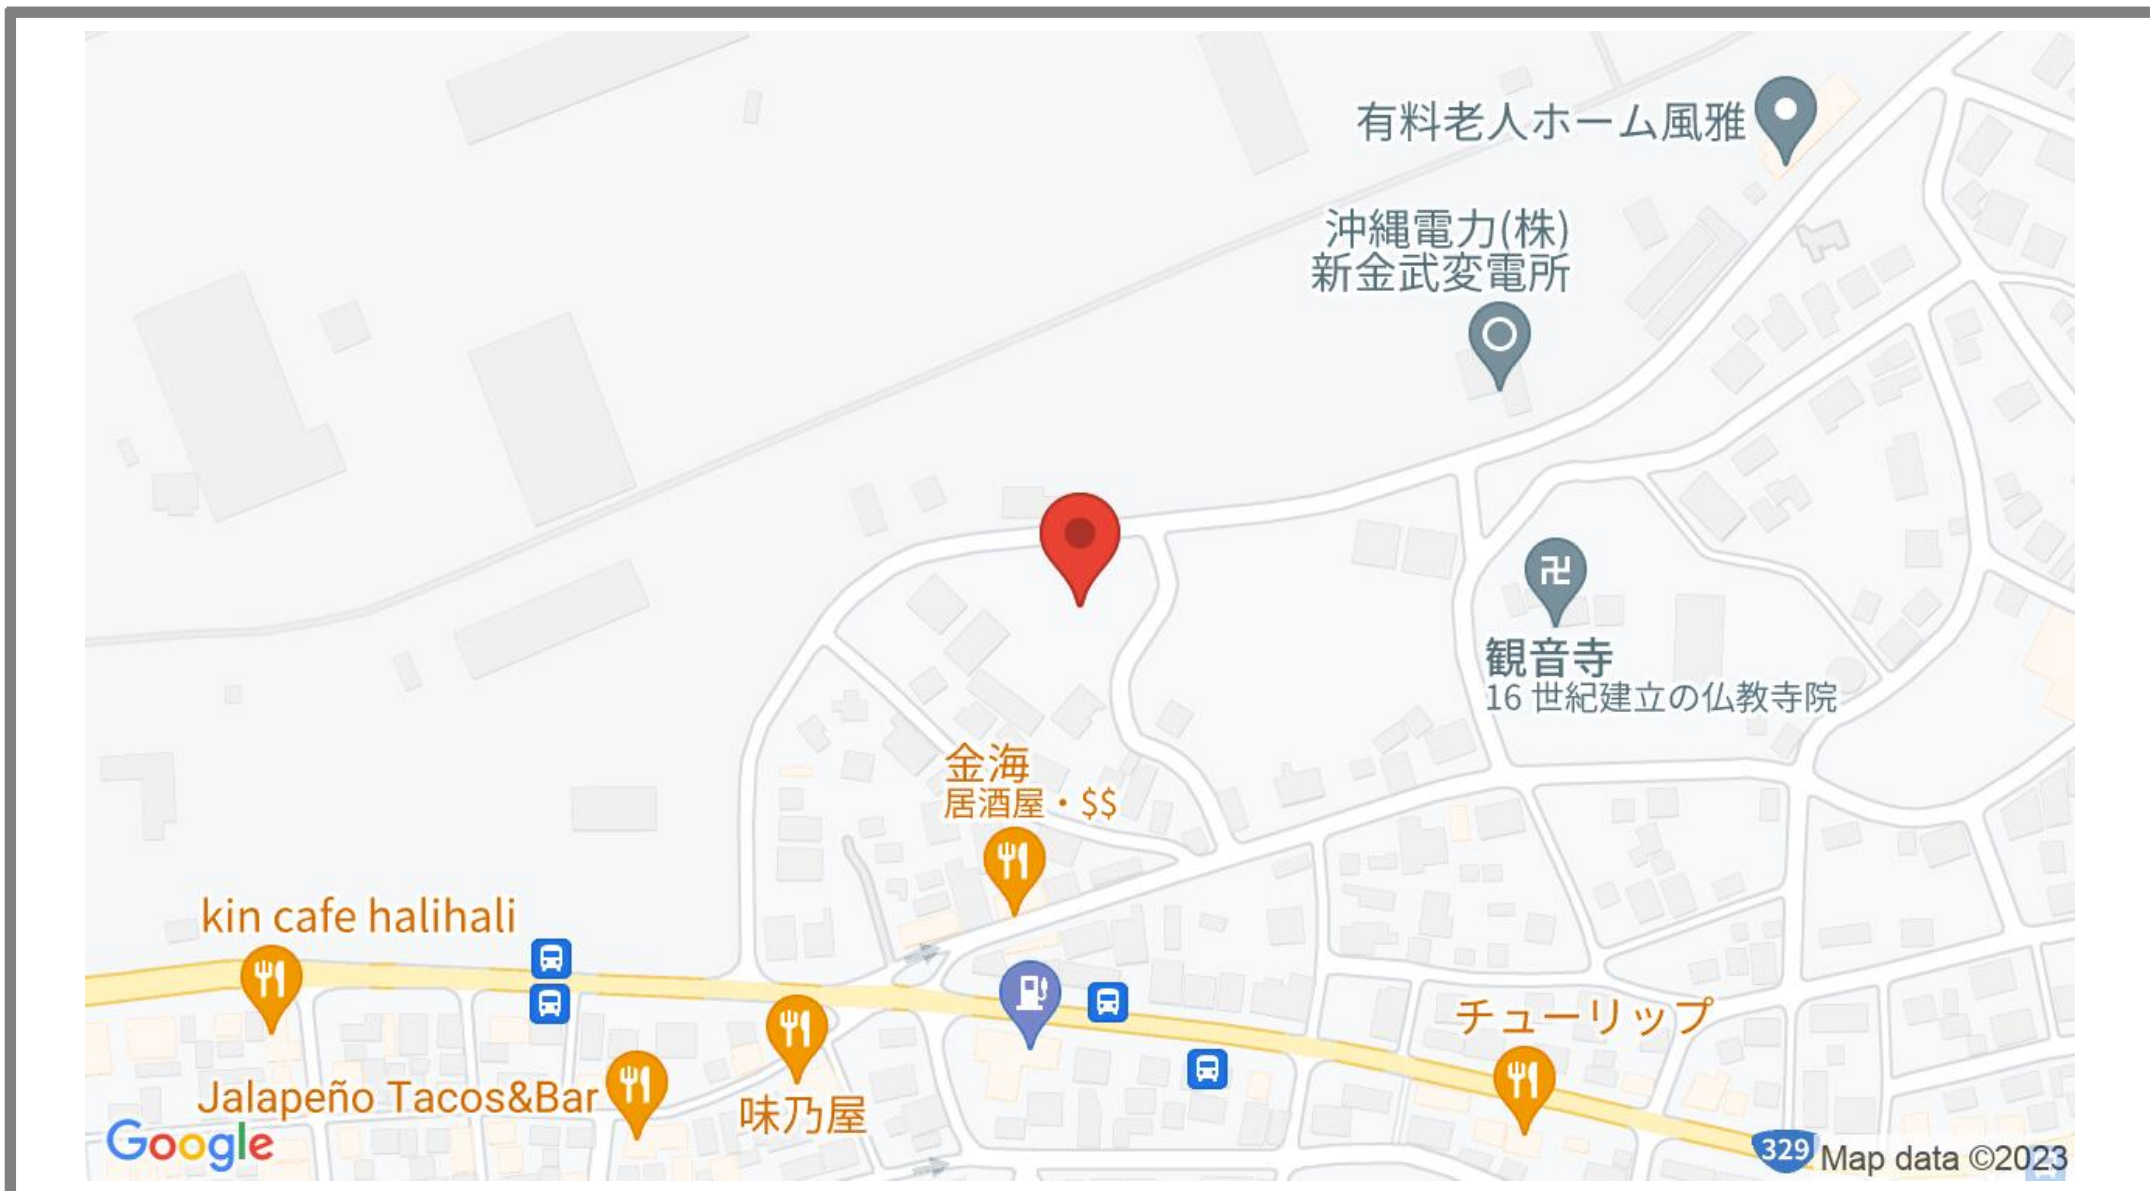 有料老人ホーム風雅
沖縄電力(株)
新金武変電所
卍
観音寺
16 世紀建立の仏教寺院
金海
居酒屋・$$
kin cafe halihali
チューリップ
Jalapeño Tacos&Bar
味乃屋
Google
329
Map data ©2023